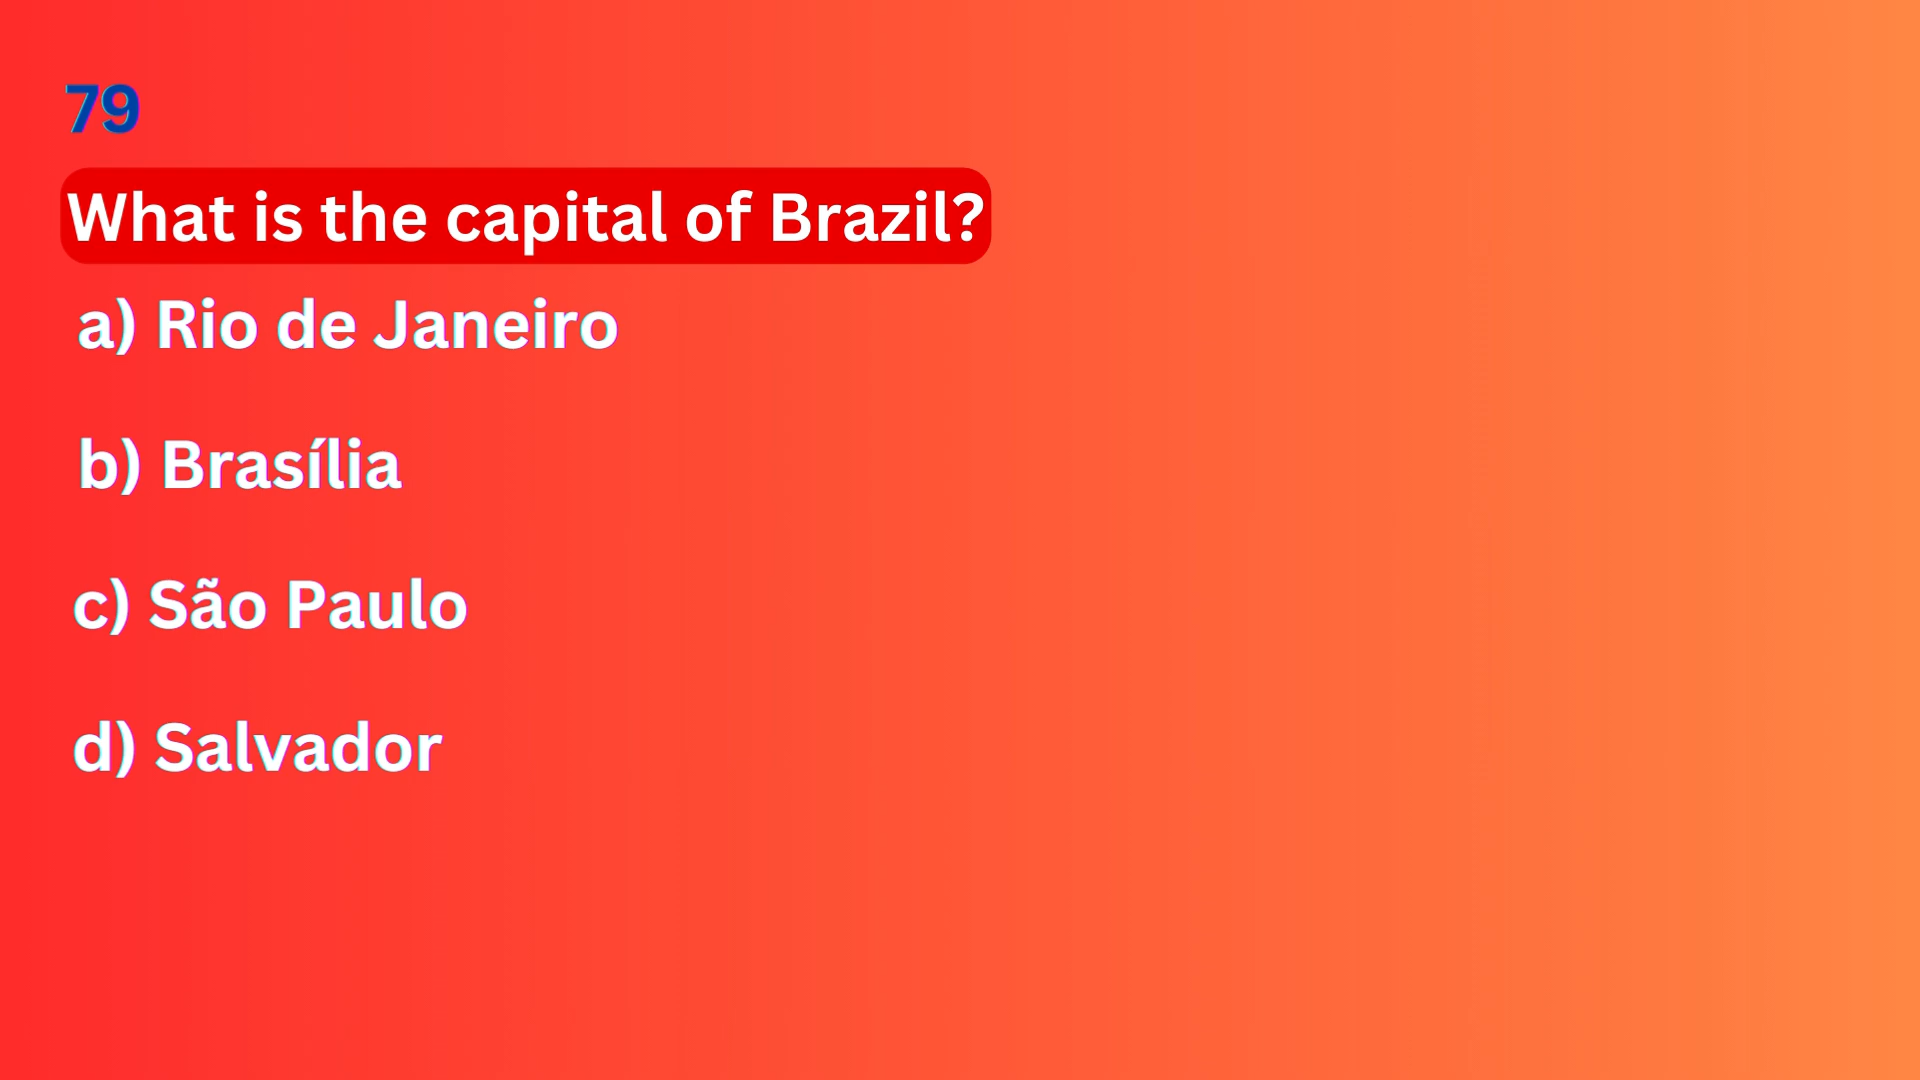 79
What is the capital of Brazil?
a) Rio de Janeiro
b) Brasília
c) São Paulo
d) Salvador